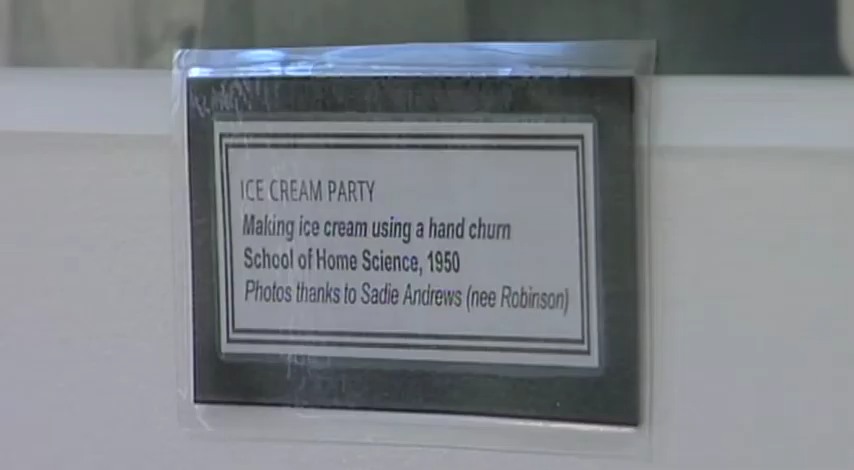 ICE CREAM PARTY
Making ice cream using a hand churn
School of Home Science, 1950
Photos thanks to Sadie Andrews (nee Robinson)